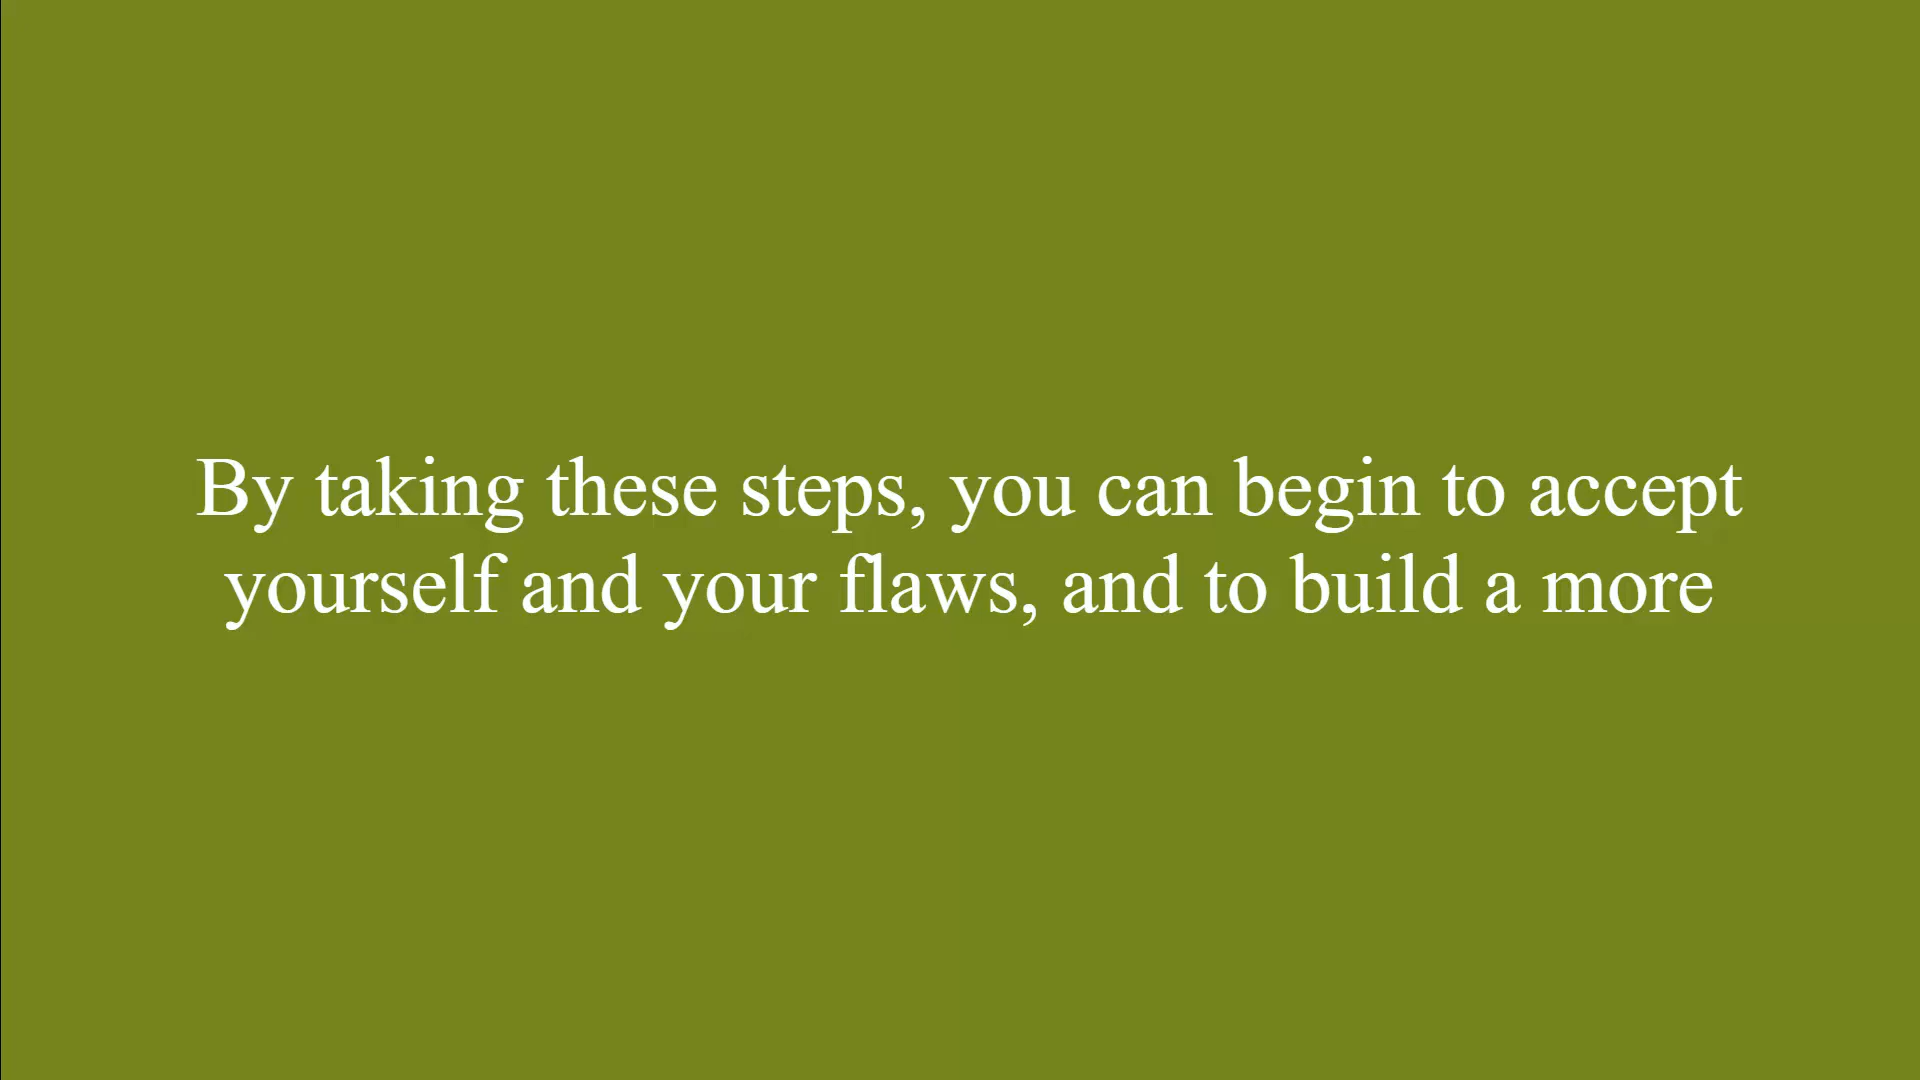 By taking these steps, you can begin to accept
yourself and your flaws, and to build a more